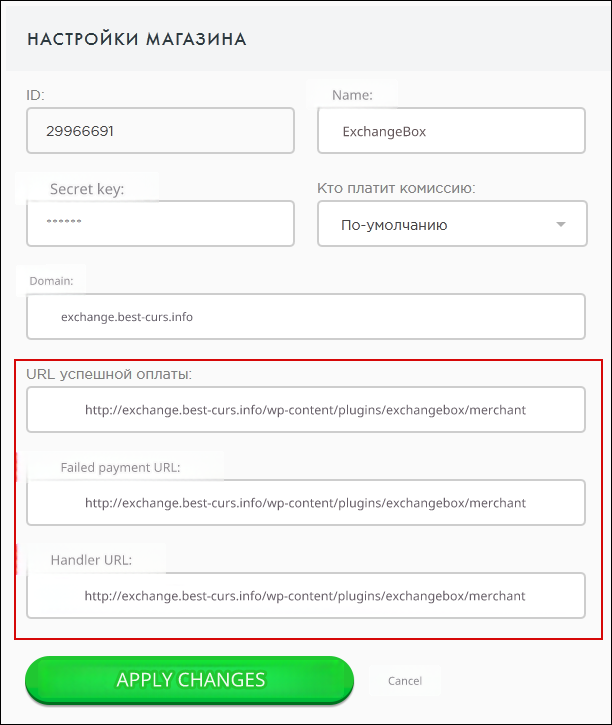 НАСТРОЙКИ МАГАЗИНА
ID:
Name:
29966691
ExchangeBox
Secret key:
Кто платит комиссию:
******
По-умолчанию
Domain:
exchange.best-curs.info
URL успешной оплаты:
http://exchange.best-curs.info/wp-content/plugins/exchangebox/merchant
Failed payment URL:
http://exchange.best-curs.info/wp-content/plugins/exchangebox/merchant
Handler URL:
http://exchange.best-curs.info/wp-content/plugins/exchangebox/merchant
APPLY CHANGES
Cancel